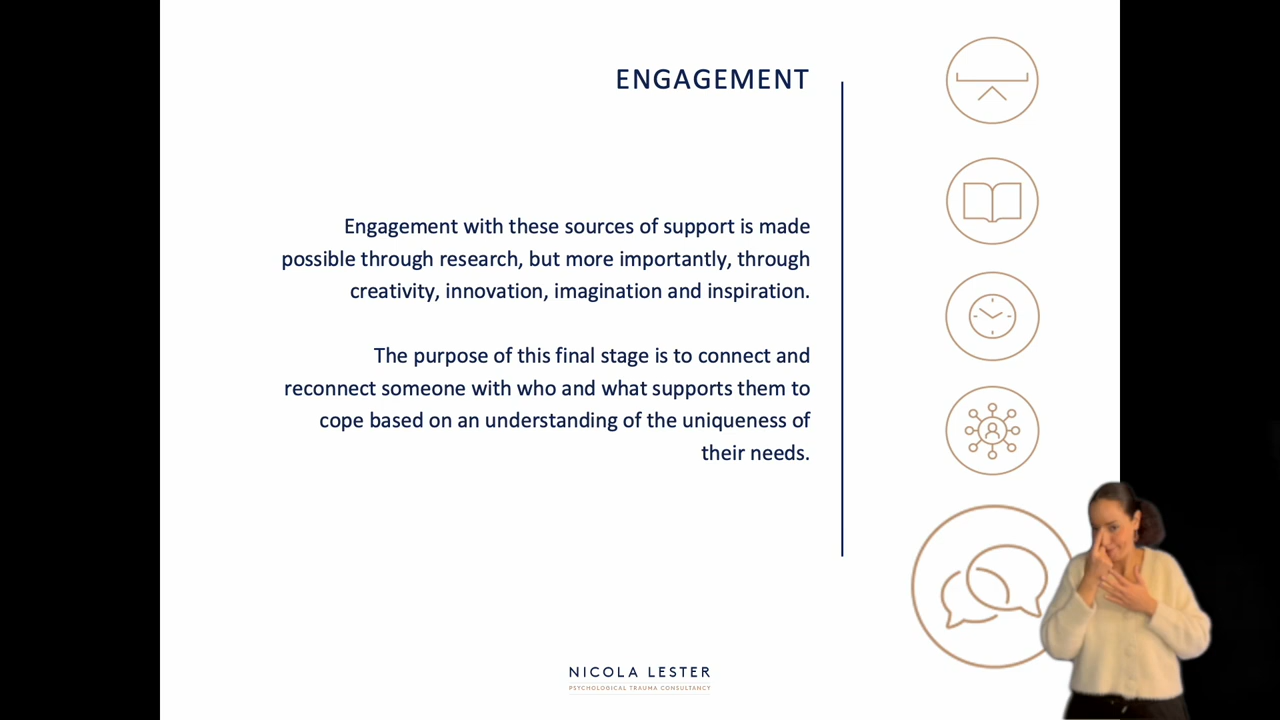 ENGAGEMENT
Engagement with these sources of support is made
possible through research, but more importantly, through
creativity, innovation, imagination and inspiration.
The purpose of this final stage is to connect and
reconnect someone with who and what supports them to
cope based on an understanding of the uniqueness of
their needs.
NICOLA LESTER
PSYCHOLOGICAL TRAUMA CONSULTANCY